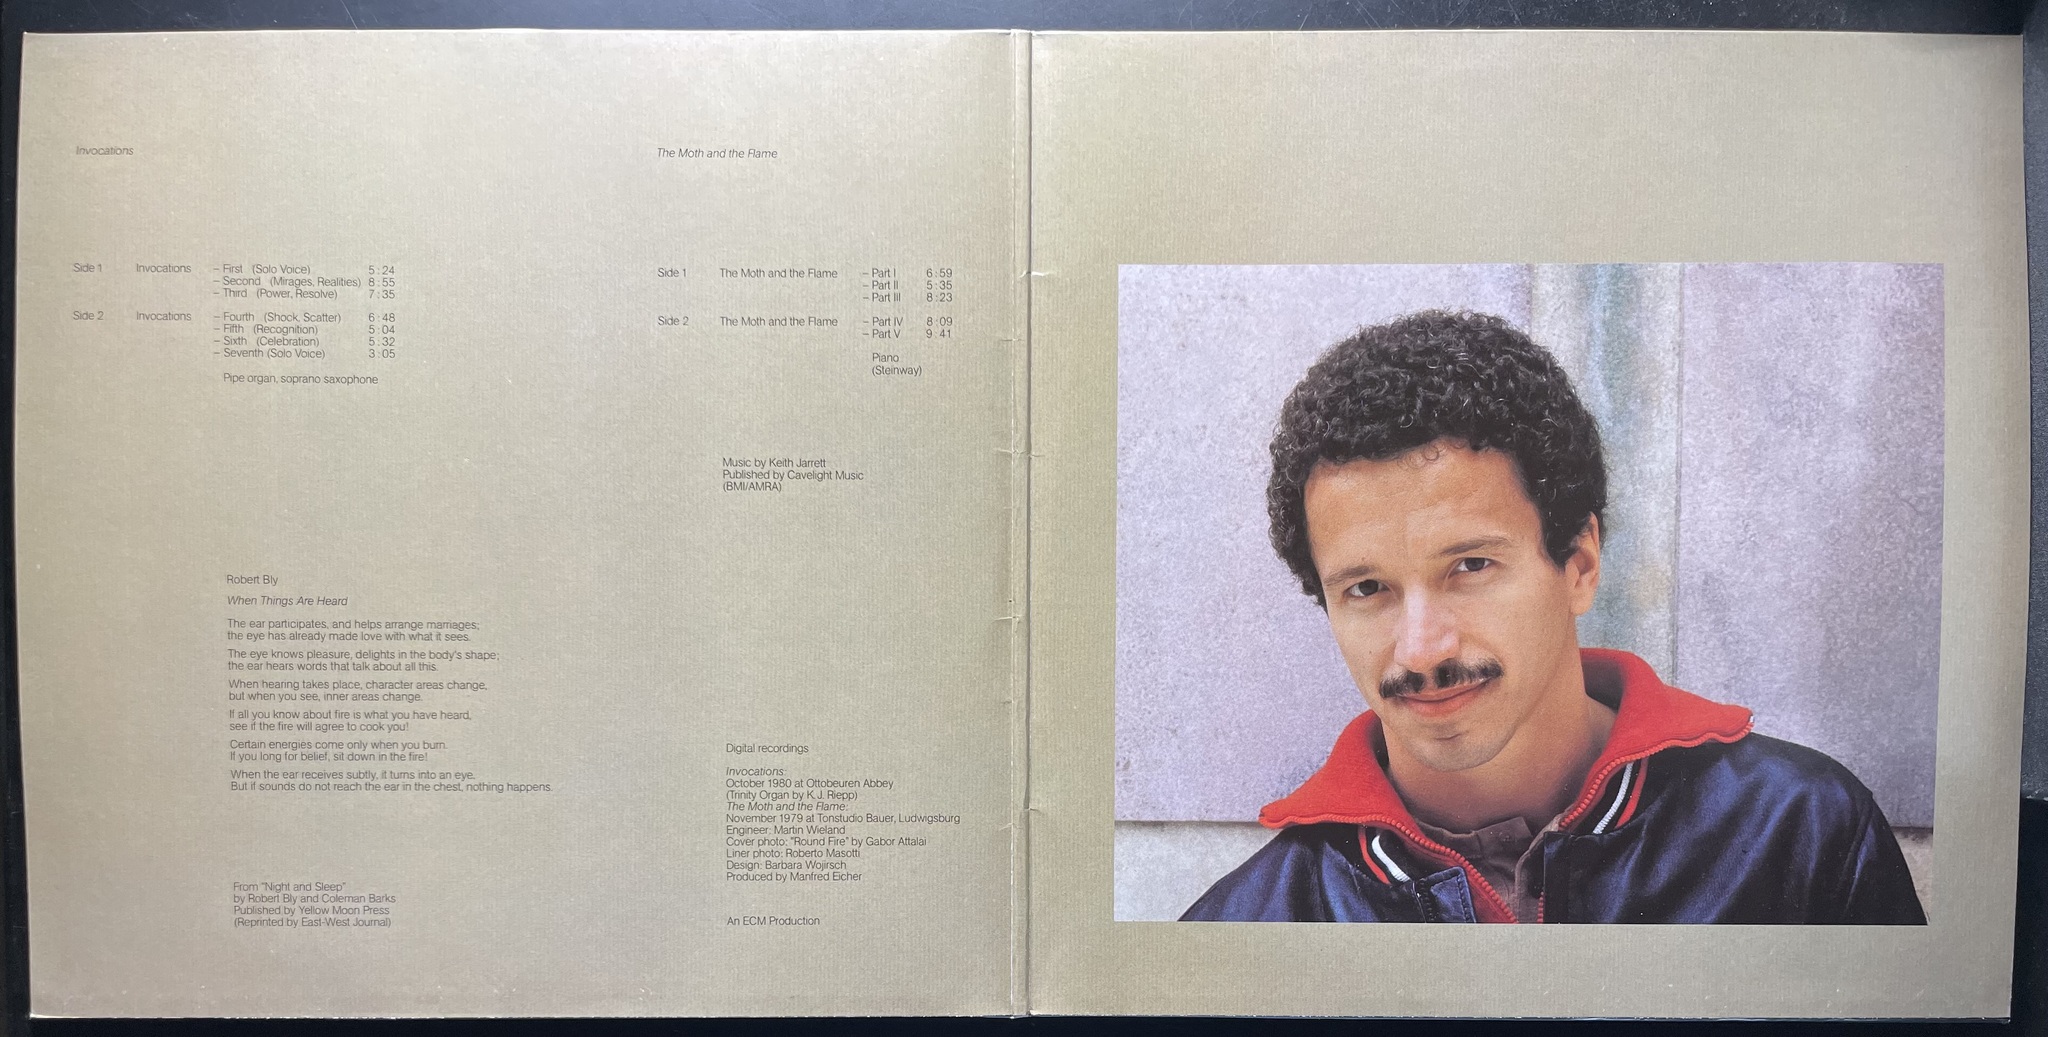 Invocations
Side 1 Invocations – First (Solo Voice) 5:24
– Second (Mirages, Realities) 8:55
– Third (Power, Resolve) 7:35
Side 2 Invocations – Fourth (Shock, Scatter) 6:48
– Fifth (Recognition) 5:04
– Sixth (Celebration) 5:32
– Seventh (Solo Voice) 3:05
Pipe organ, soprano saxophone
Robert Bly
When Things Are Heard
The ear participates, and helps arrange marriages;
the eye has already made love with what it sees.
The eye knows pleasure, delights in the body's shape;
the ear hears words that talk about all this.
When hearing takes place, character areas change,
but when you see, inner areas change.
If all you know about fire is what you have heard,
see if the fire will agree to cook you!
Certain energies come only when you burn.
If you long for belief, sit down in the fire!
When the ear receives subtly, it turns into an eye.
But if sounds do not reach the ear in the chest, nothing happens.
From "Night and Sleep"
by Robert Bly and Coleman Barks
Published by Yellow Moon Press
(Reprinted by East-West Journal)
The Moth and the Flame
Side 1 The Moth and the Flame – Part I 6:59
– Part II 5:35
– Part III 8:23
Side 2 The Moth and the Flame – Part IV 8:09
– Part V 9:41
Piano
(Steinway)
Music by Keith Jarrett
Published by Cavelight Music
(BMI/AMRA)
Digital recordings
Invocations:
October 1980 at Ottobeuren Abbey
(Trinity Organ by K. J. Riepp)
The Moth and the Flame:
November 1979 at Tonstudio Bauer, Ludwigsburg
Engineer: Martin Wieland
Cover photo: "Round Fire" by Gabor Attalai
Liner photo: Roberto Masotti
Design: Barbara Wojirsch
Produced by Manfred Eicher
An ECM Production